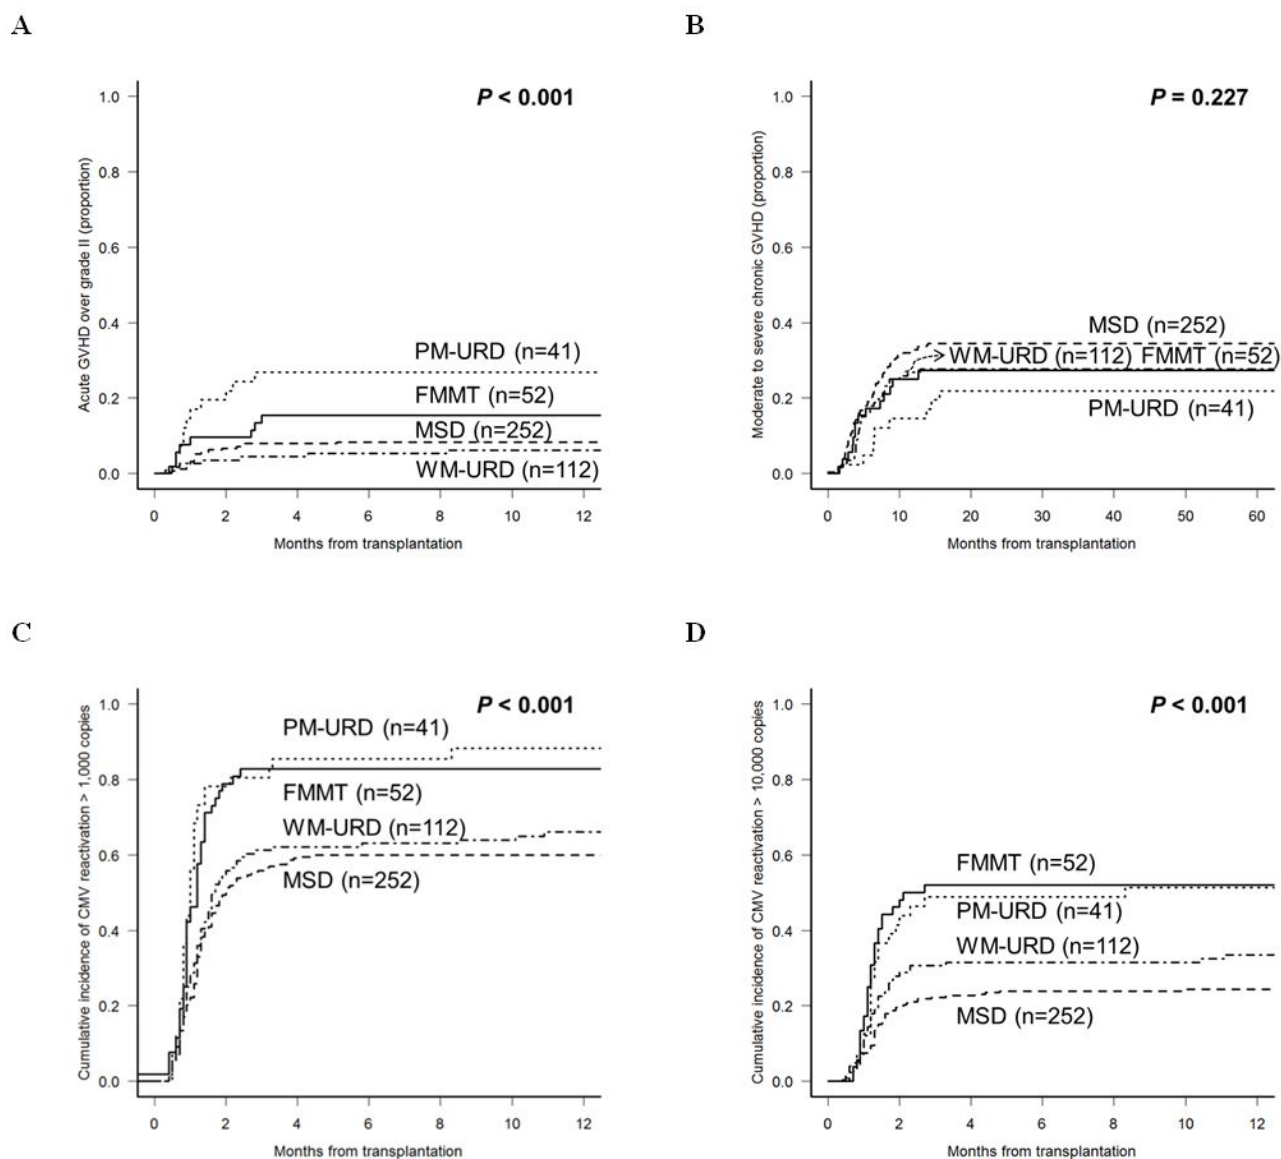 A
B
P < 0.001
P = 0.227
Acute GVHD over grade II (proportion)
1.0
0.8
0.6
0.4
0.2
0.0
PM-URD (n=41)
FMMT (n=52)
MSD (n=252)
WM-URD (n=112)
0 2 4 6 8 10 12
Months from transplantation
Moderate to severe chronic GVHD (proportion)
1.0
0.8
0.6
0.4
0.2
0.0
MSD (n=252)
WM-URD (n=112) FMMT (n=52)
PM-URD (n=41)
0 10 20 30 40 50 60
Months from transplantation
C
D
P < 0.001
P < 0.001
Cumulative incidence of CMV reactivation > 1,000 copies
1.0
0.8
0.6
0.4
0.2
0.0
PM-URD (n=41)
FMMT (n=52)
WM-URD (n=112)
MSD (n=252)
0 2 4 6 8 10 12
Months from transplantation
Cumulative incidence of CMV reactivation > 10,000 copies
1.0
0.8
0.6
0.4
0.2
0.0
FMMT (n=52)
PM-URD (n=41)
WM-URD (n=112)
MSD (n=252)
0 2 4 6 8 10 12
Months from transplantation